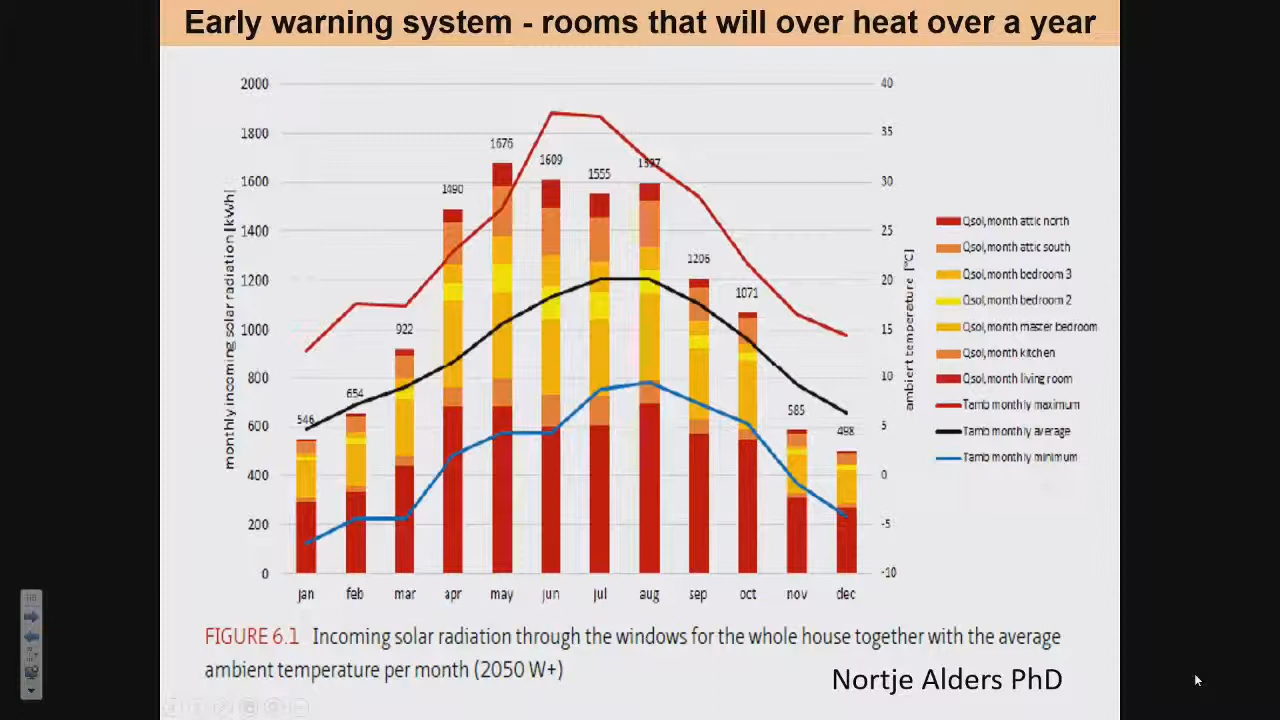 Early warning system - rooms that will over heat over a year
2000
1800
1600
1400
1200
1000
800
600
400
200
0
monthly incoming solar radiation [kWh]
546
654
922
1490
1676
1609
1555
1597
1206
1071
585
498
40
35
30
25
20
15
10
5
0
-5
-10
ambient temperature [°C]
jan feb mar apr may jun jul aug sep oct nov dec
Qsol,month attic north
Qsol,month attic south
Qsol,month bedroom 3
Qsol,month bedroom 2
Qsol,month master bedroom
Qsol,month kitchen
Qsol,month living room
Tamb monthly maximum
Tamb monthly average
Tamb monthly minimum
FIGURE 6.1 Incoming solar radiation through the windows for the whole house together with the average
ambient temperature per month (2050 W+)
Nortje Alders PhD